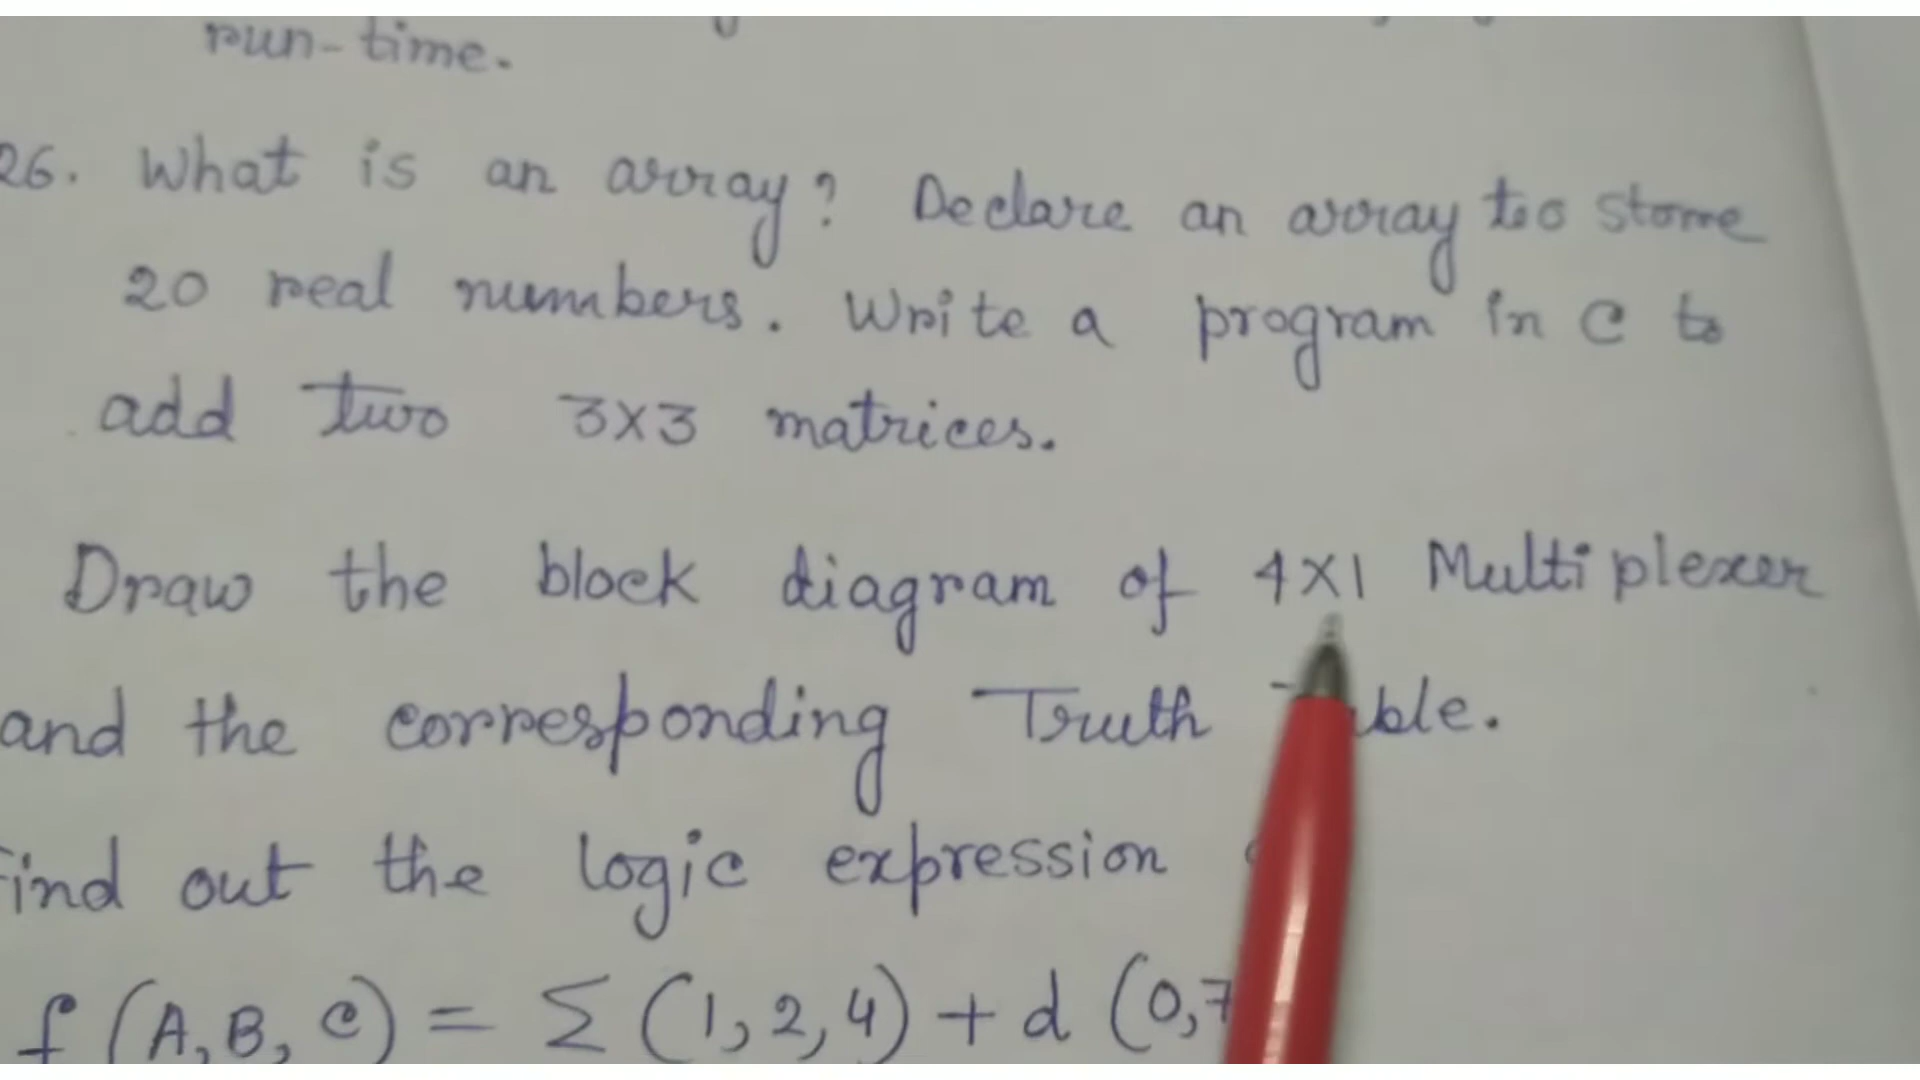 run-time.
26. What is an array? Declare an array to store
20 real numbers. Write a program in C to
add two 3x3 matrices.
Draw the block diagram of 4X1 Multiplexer
and the corresponding Truth
find out the logic expression
f (A, B, C) = Σ (1, 2, 4) + d (0, 7